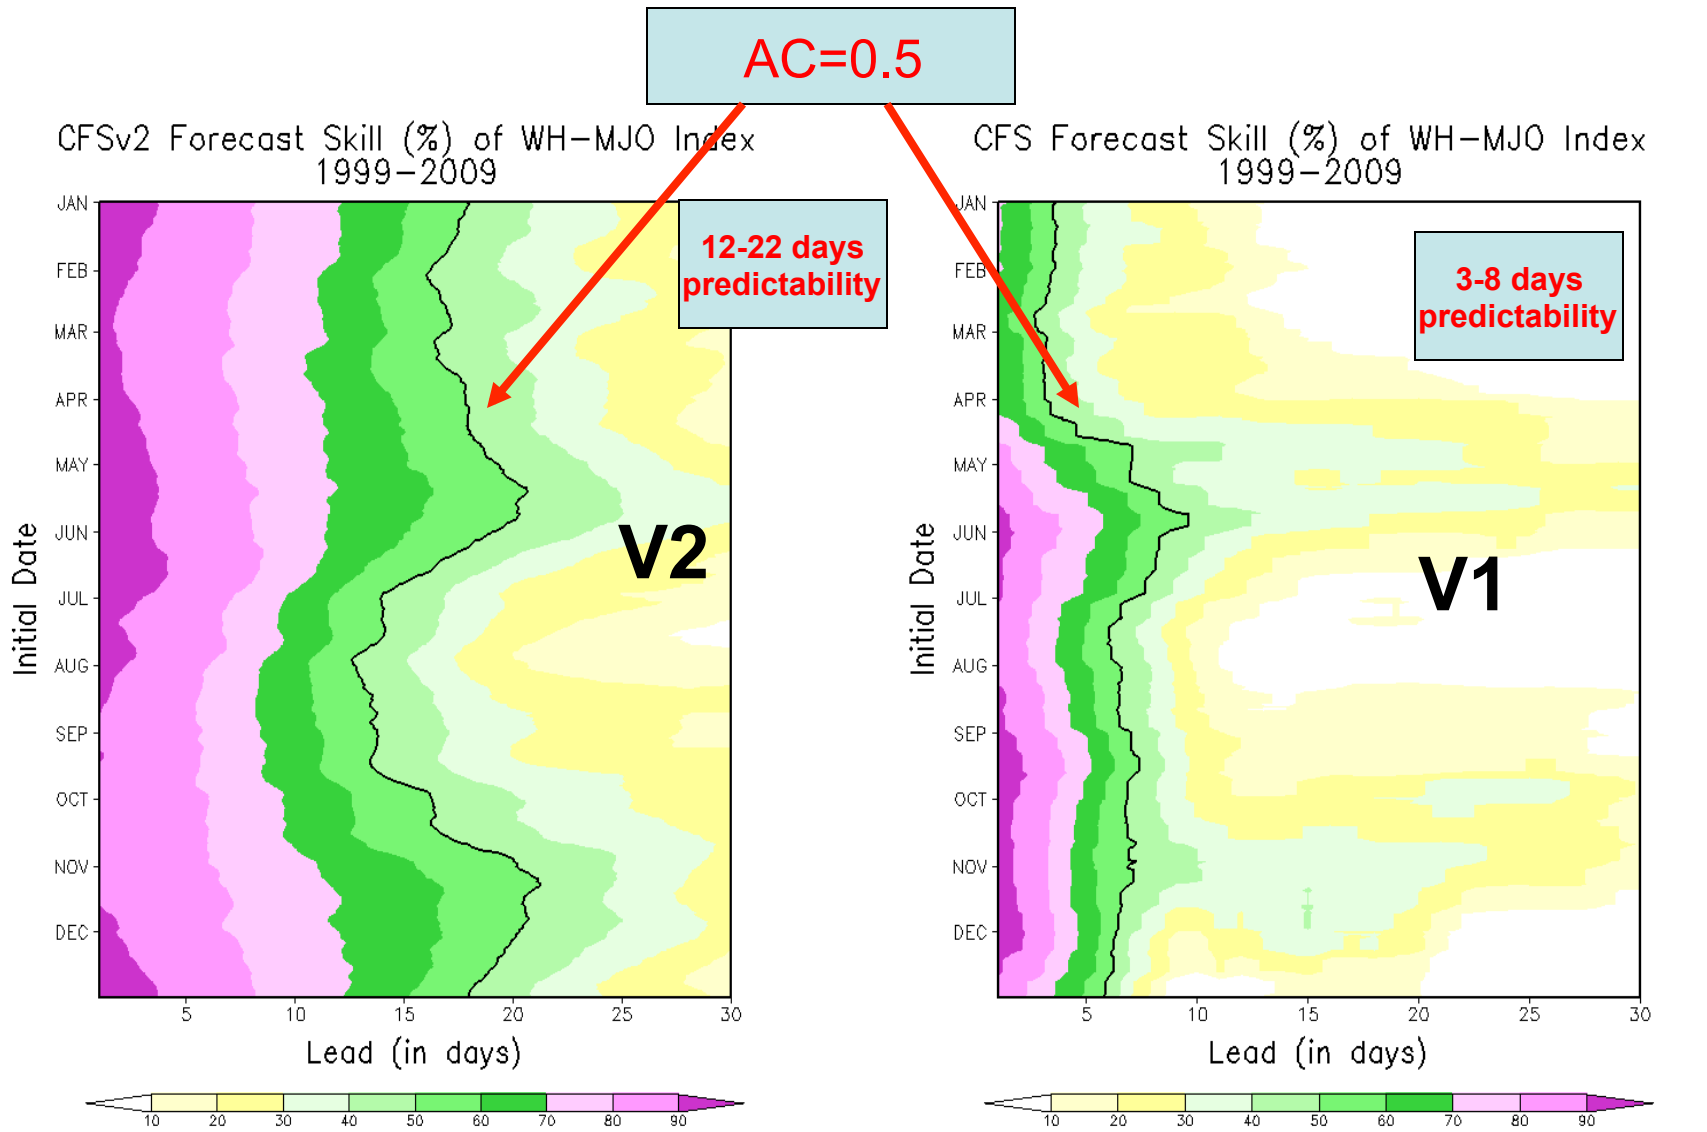 AC=0.5
CFSv2 Forecast Skill (%) of WH-MJO Index
1999-2009
12-22 days
predictability
V2
Initial Date
JAN
FEB
MAR
APR
MAY
JUN
JUL
AUG
SEP
OCT
NOV
DEC
5 10 15 20 25 30
Lead (in days)
10 20 30 40 50 60 70 80 90
CFS Forecast Skill (%) of WH-MJO Index
1999-2009
3-8 days
predictability
V1
Initial Date
JAN
FEB
MAR
APR
MAY
JUN
JUL
AUG
SEP
OCT
NOV
DEC
5 10 15 20 25 30
Lead (in days)
10 20 30 40 50 60 70 80 90